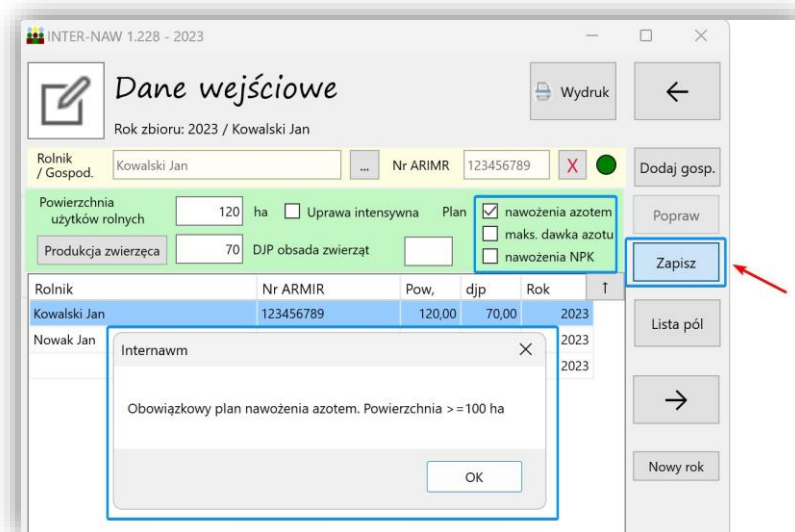 INTER-NAW 1.228 - 2023
Dane wejściowe
Wydruk
Rok zbioru: 2023 / Kowalski Jan
Rolnik
/ Gospod.
Kowalski Jan ... Nr ARIMR 123456789 X
Dodaj gosp.
Powierzchnia
użytków rolnych
120 ha Uprawa intensywna Plan nawożenia azotem
maks. dawka azotu
nawożenia NPK
Popraw
Produkcja zwierzęca 70 DJP obsada zwierząt
Zapisz
Rolnik Nr ARMIR Pow, djp Rok
Kowalski Jan 123456789 120,00 70,00 2023
Nowak Jan 2023
2023
Lista pól
Internawm
Obowiązkowy plan nawożenia azotem. Powierzchnia >=100 ha
OK
Nowy rok